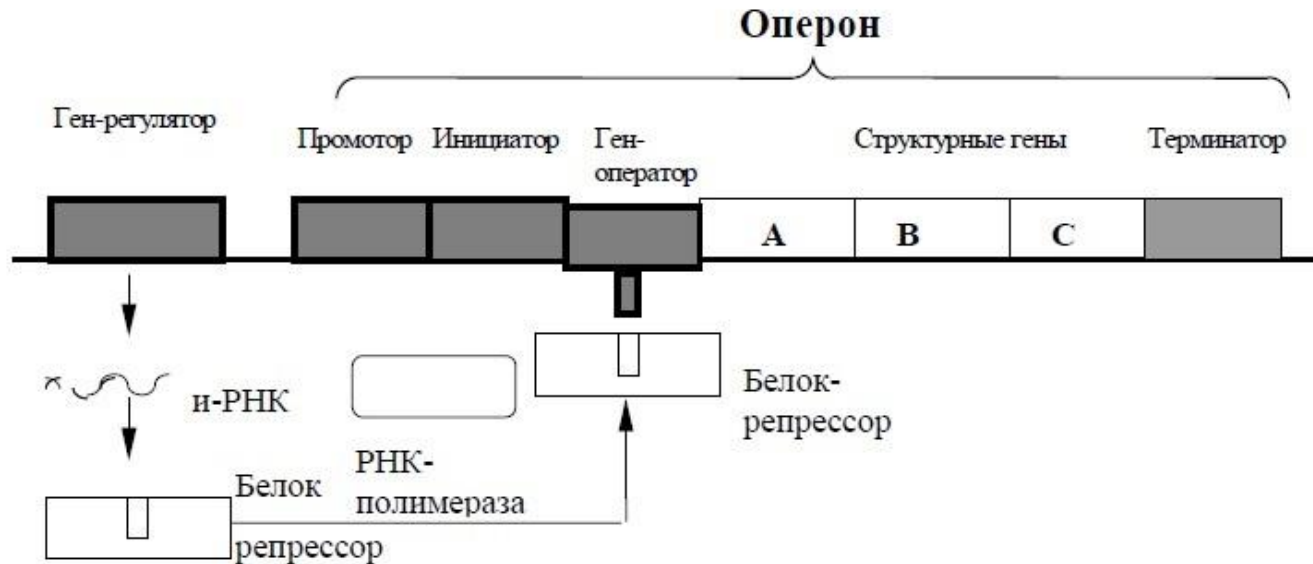 Оперон
Ген-регулятор
Промотор
Инициатор
Ген-
оператор
Структурные гены
Терминатор
А
В
С
и-РНК
РНК-
полимераза
Белок-
репрессор
Белок
репрессор